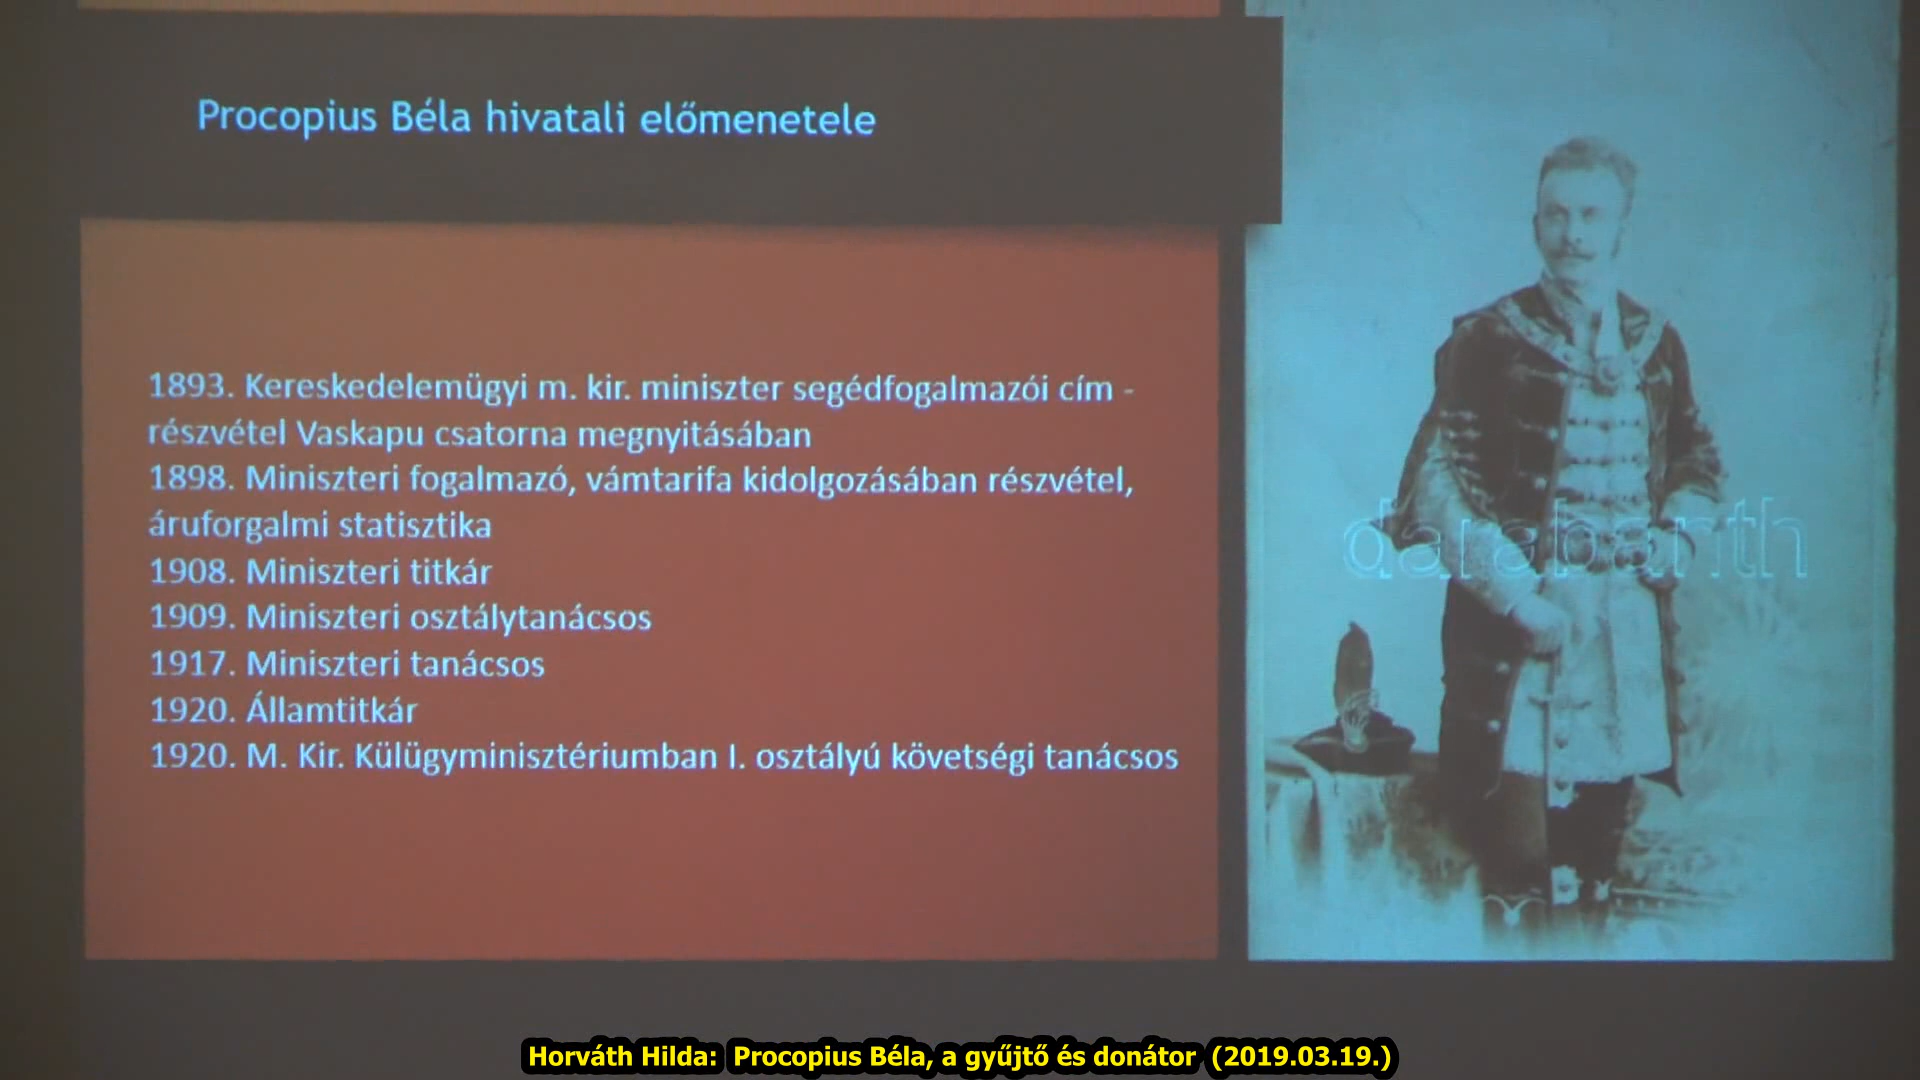 Procopius Béla hivatali előmenetele
1893. Kereskedelemügyi m. kir. miniszter segédfogalmazói cím -
részvétel Vaskapu csatorna megnyitásában
1898. Miniszteri fogalmazó, vámtarifa kidolgozásában részvétel,
áruforgalmi statisztika
1908. Miniszteri titkár
1909. Miniszteri osztálytanácsos
1917. Miniszteri tanácsos
1920. Államtitkár
1920. M. Kir. Külügyminisztériumban I. osztályú követségi tanácsos
darabanth
Horváth Hilda: Procopius Béla, a gyűjtő és donátor (2019.03.19.)